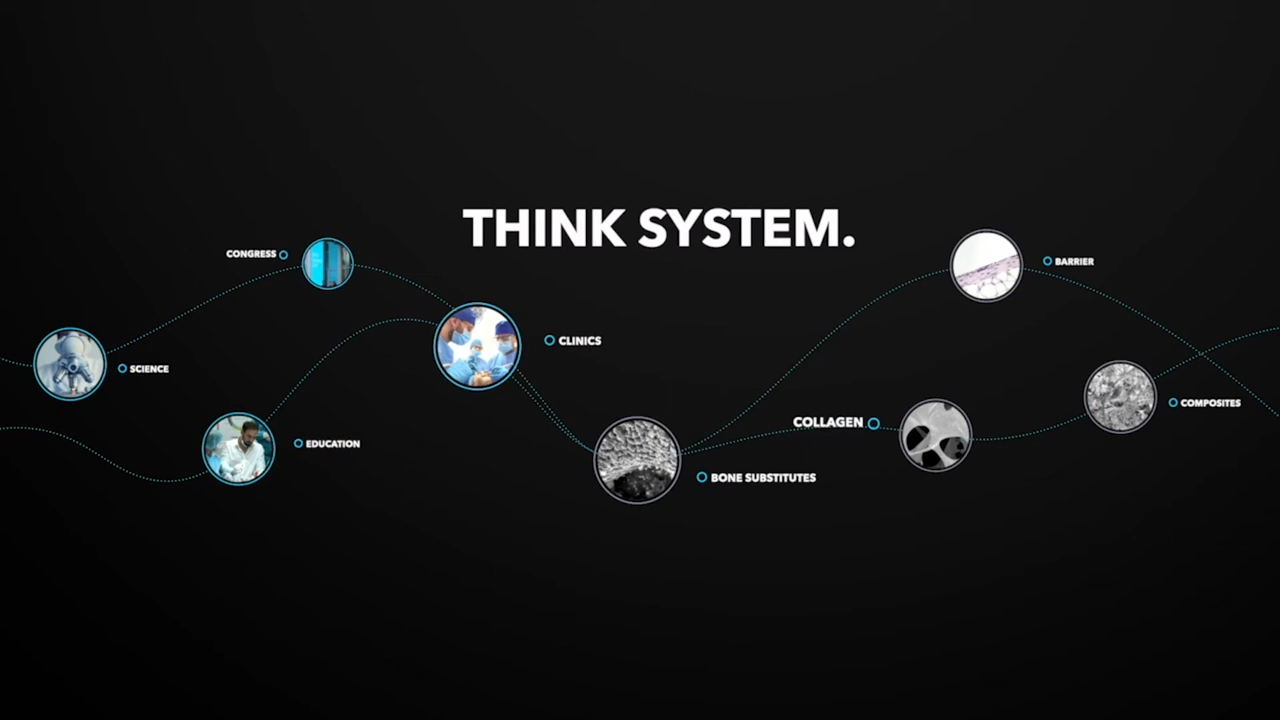 THINK SYSTEM.
CONGRESS
BARRIER
CLINICS
SCIENCE
COMPOSITES
COLLAGEN
EDUCATION
BONE SUBSTITUTES